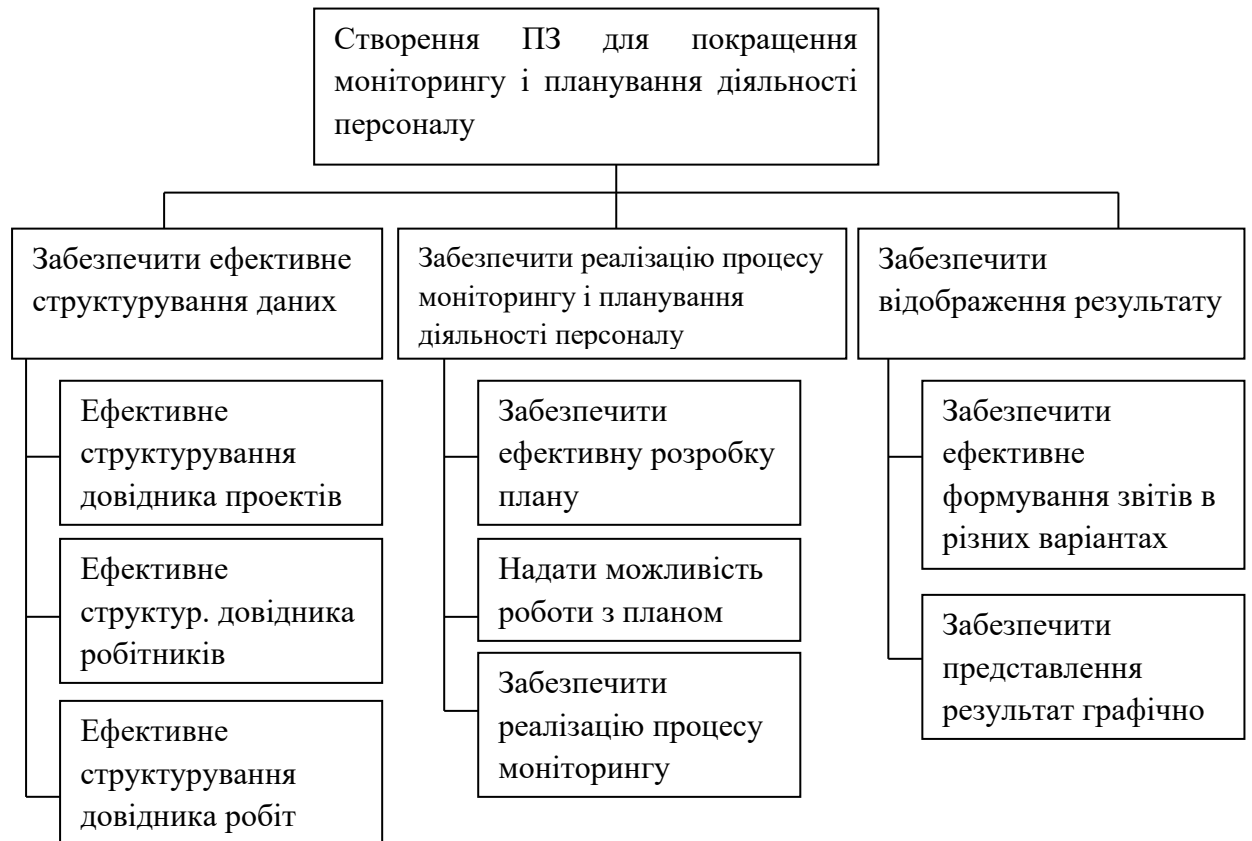 Створення ПЗ для покращення
моніторингу і планування діяльності
персоналу
Забезпечити ефективне
структурування даних
Забезпечити реалізацію процесу
моніторингу і планування
діяльності персоналу
Забезпечити
відображення результату
Ефективне
структурування
довідника проектів
Ефективне
структур. довідника
робітників
Ефективне
структурування
довідника робіт
Забезпечити
ефективну розробку
плану
Надати можливість
роботи з планом
Забезпечити
реалізацію процесу
моніторингу
Забезпечити
ефективне
формування звітів в
різних варіантах
Забезпечити
представлення
результат графічно